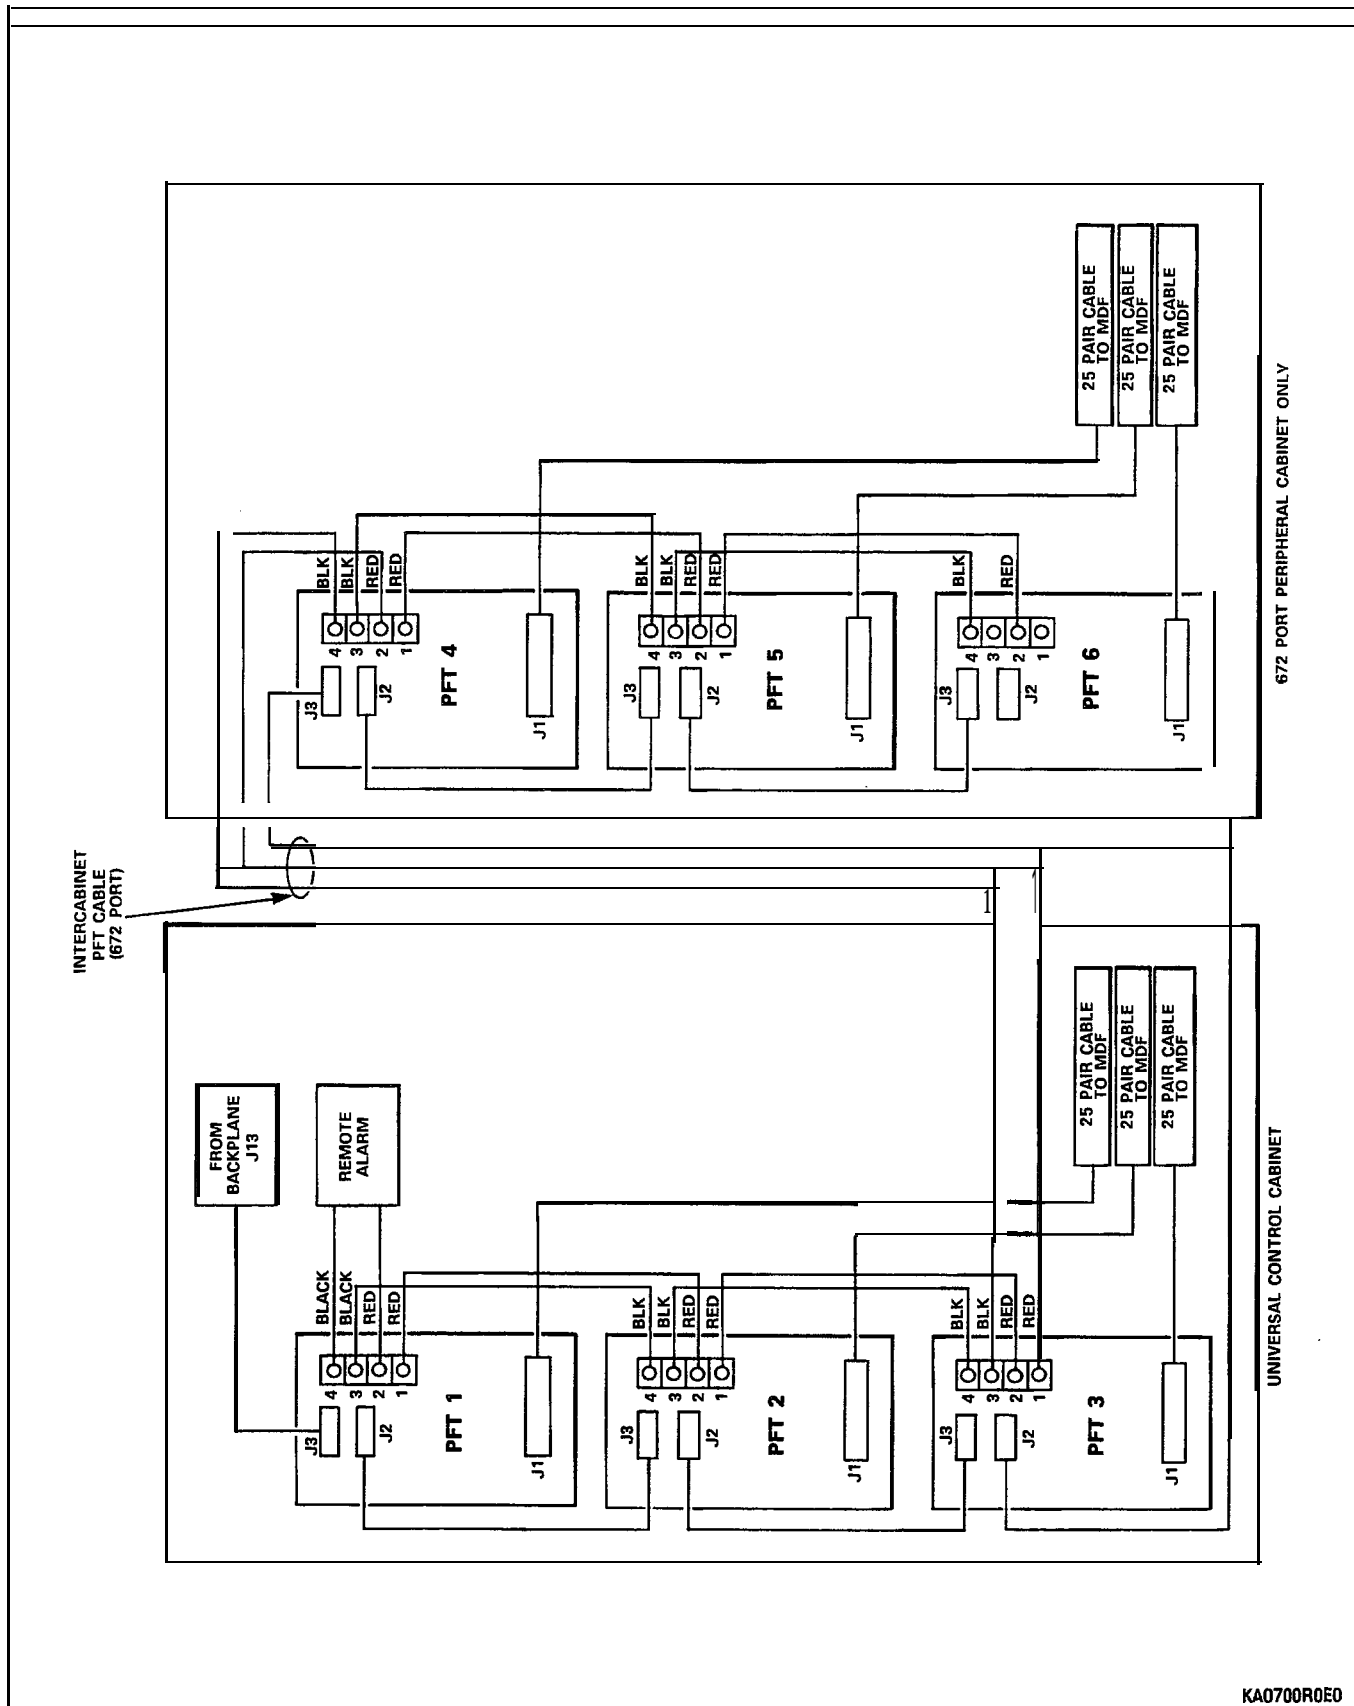 INTERCABINET
PFT CABLE
(672 PORT)
BLK
BLK
RED
RED
4
3
2
1
J3
J2
PFT 4
J1
BLK
BLK
RED
RED
4
3
2
1
J3
J2
PFT 5
J1
BLK
RED
4
3
2
1
J3
J2
PFT 6
J1
25 PAIR CABLE
TO MDF
25 PAIR CABLE
TO MDF
25 PAIR CABLE
TO MDF
672 PORT PERIPHERAL CABINET ONLY
FROM
BACKPLANE
J13
REMOTE
ALARM
BLACK
BLACK
RED
RED
4
3
2
1
J3
J2
PFT 1
J1
BLK
BLK
RED
RED
4
3
2
1
J3
J2
PFT 2
J1
BLK
BLK
RED
RED
4
3
2
1
J3
J2
PFT 3
J1
25 PAIR CABLE
TO MDF
25 PAIR CABLE
TO MDF
25 PAIR CABLE
TO MDF
UNIVERSAL CONTROL CABINET
KA0700R0E0